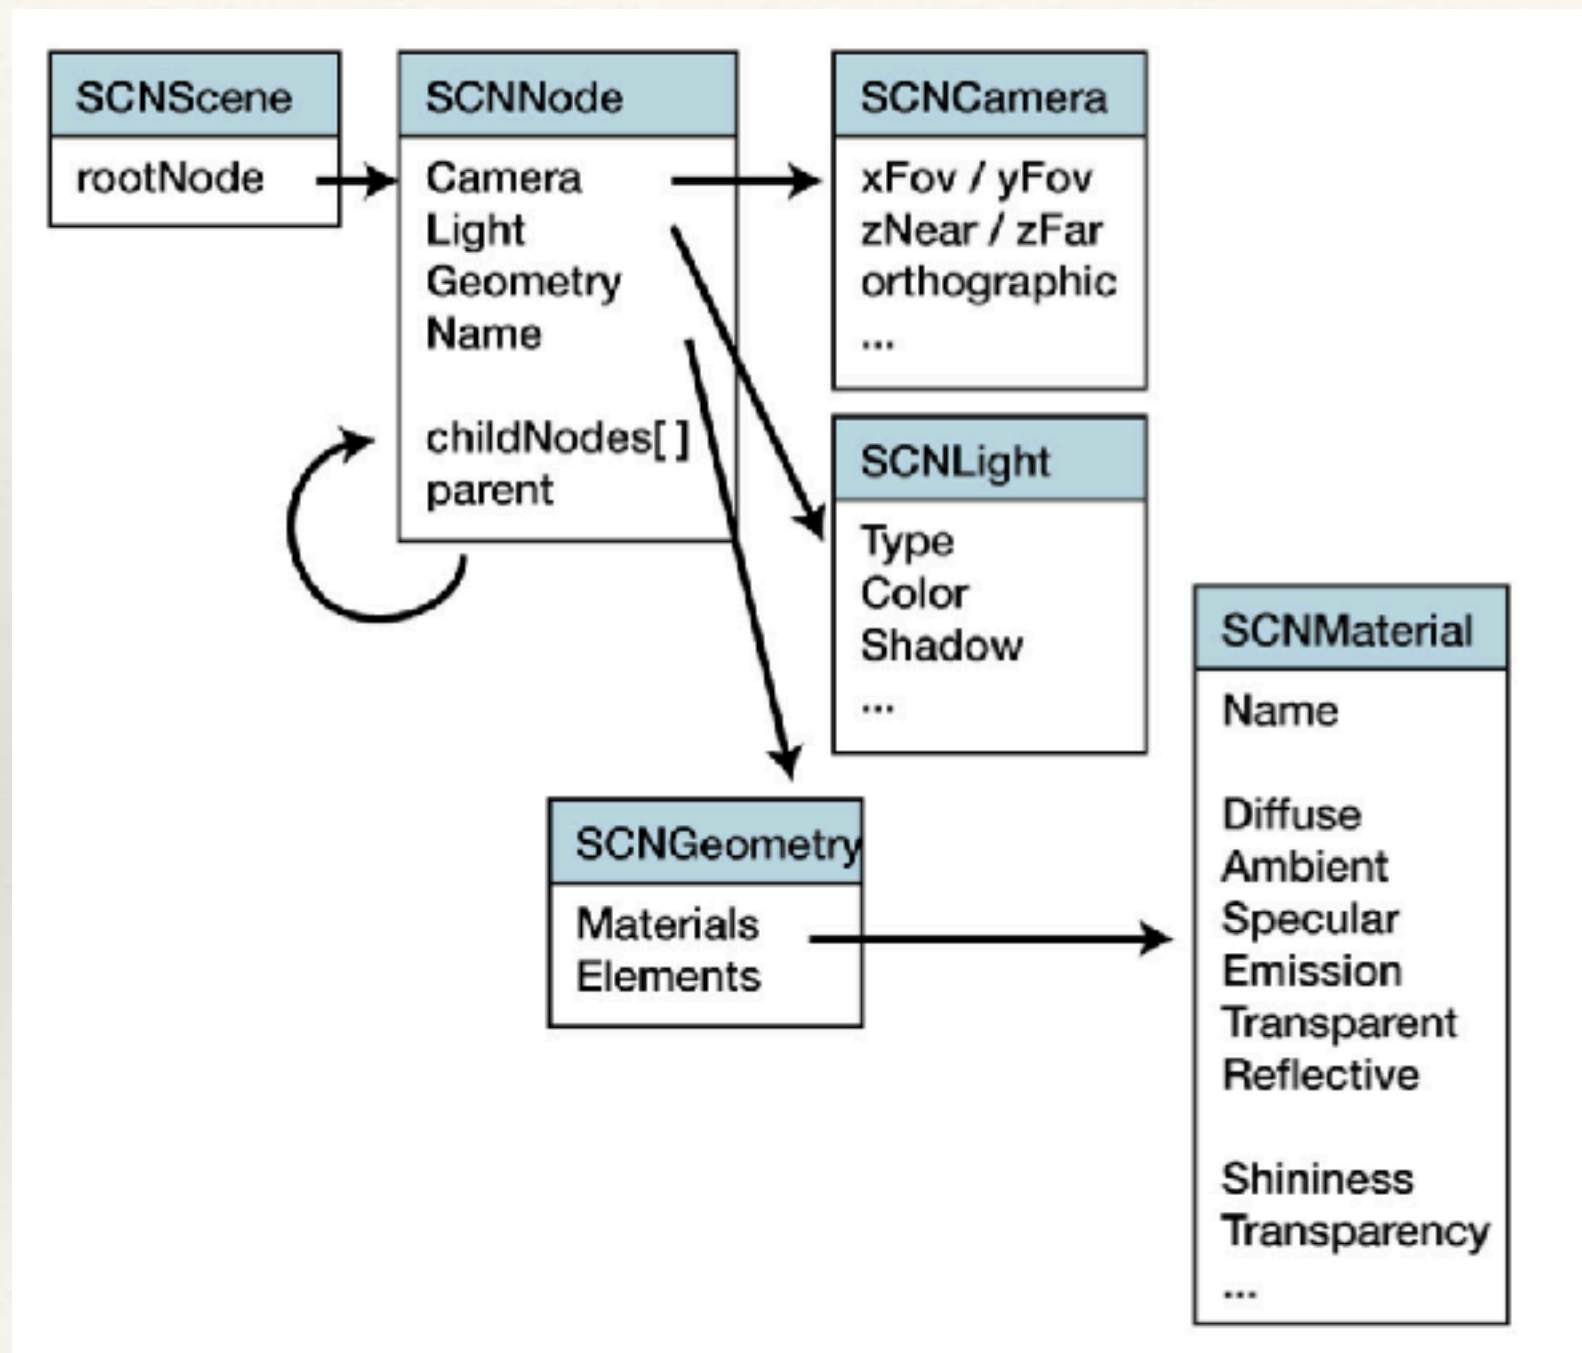 SCNScene
rootNode
SCNNode
Camera
Light
Geometry
Name
childNodes[ ]
parent
SCNCamera
xFov / yFov
zNear / zFar
orthographic
...
SCNLight
Type
Color
Shadow
...
SCNGeometry
Materials
Elements
SCNMaterial
Name
Diffuse
Ambient
Specular
Emission
Transparent
Reflective
Shininess
Transparency
...